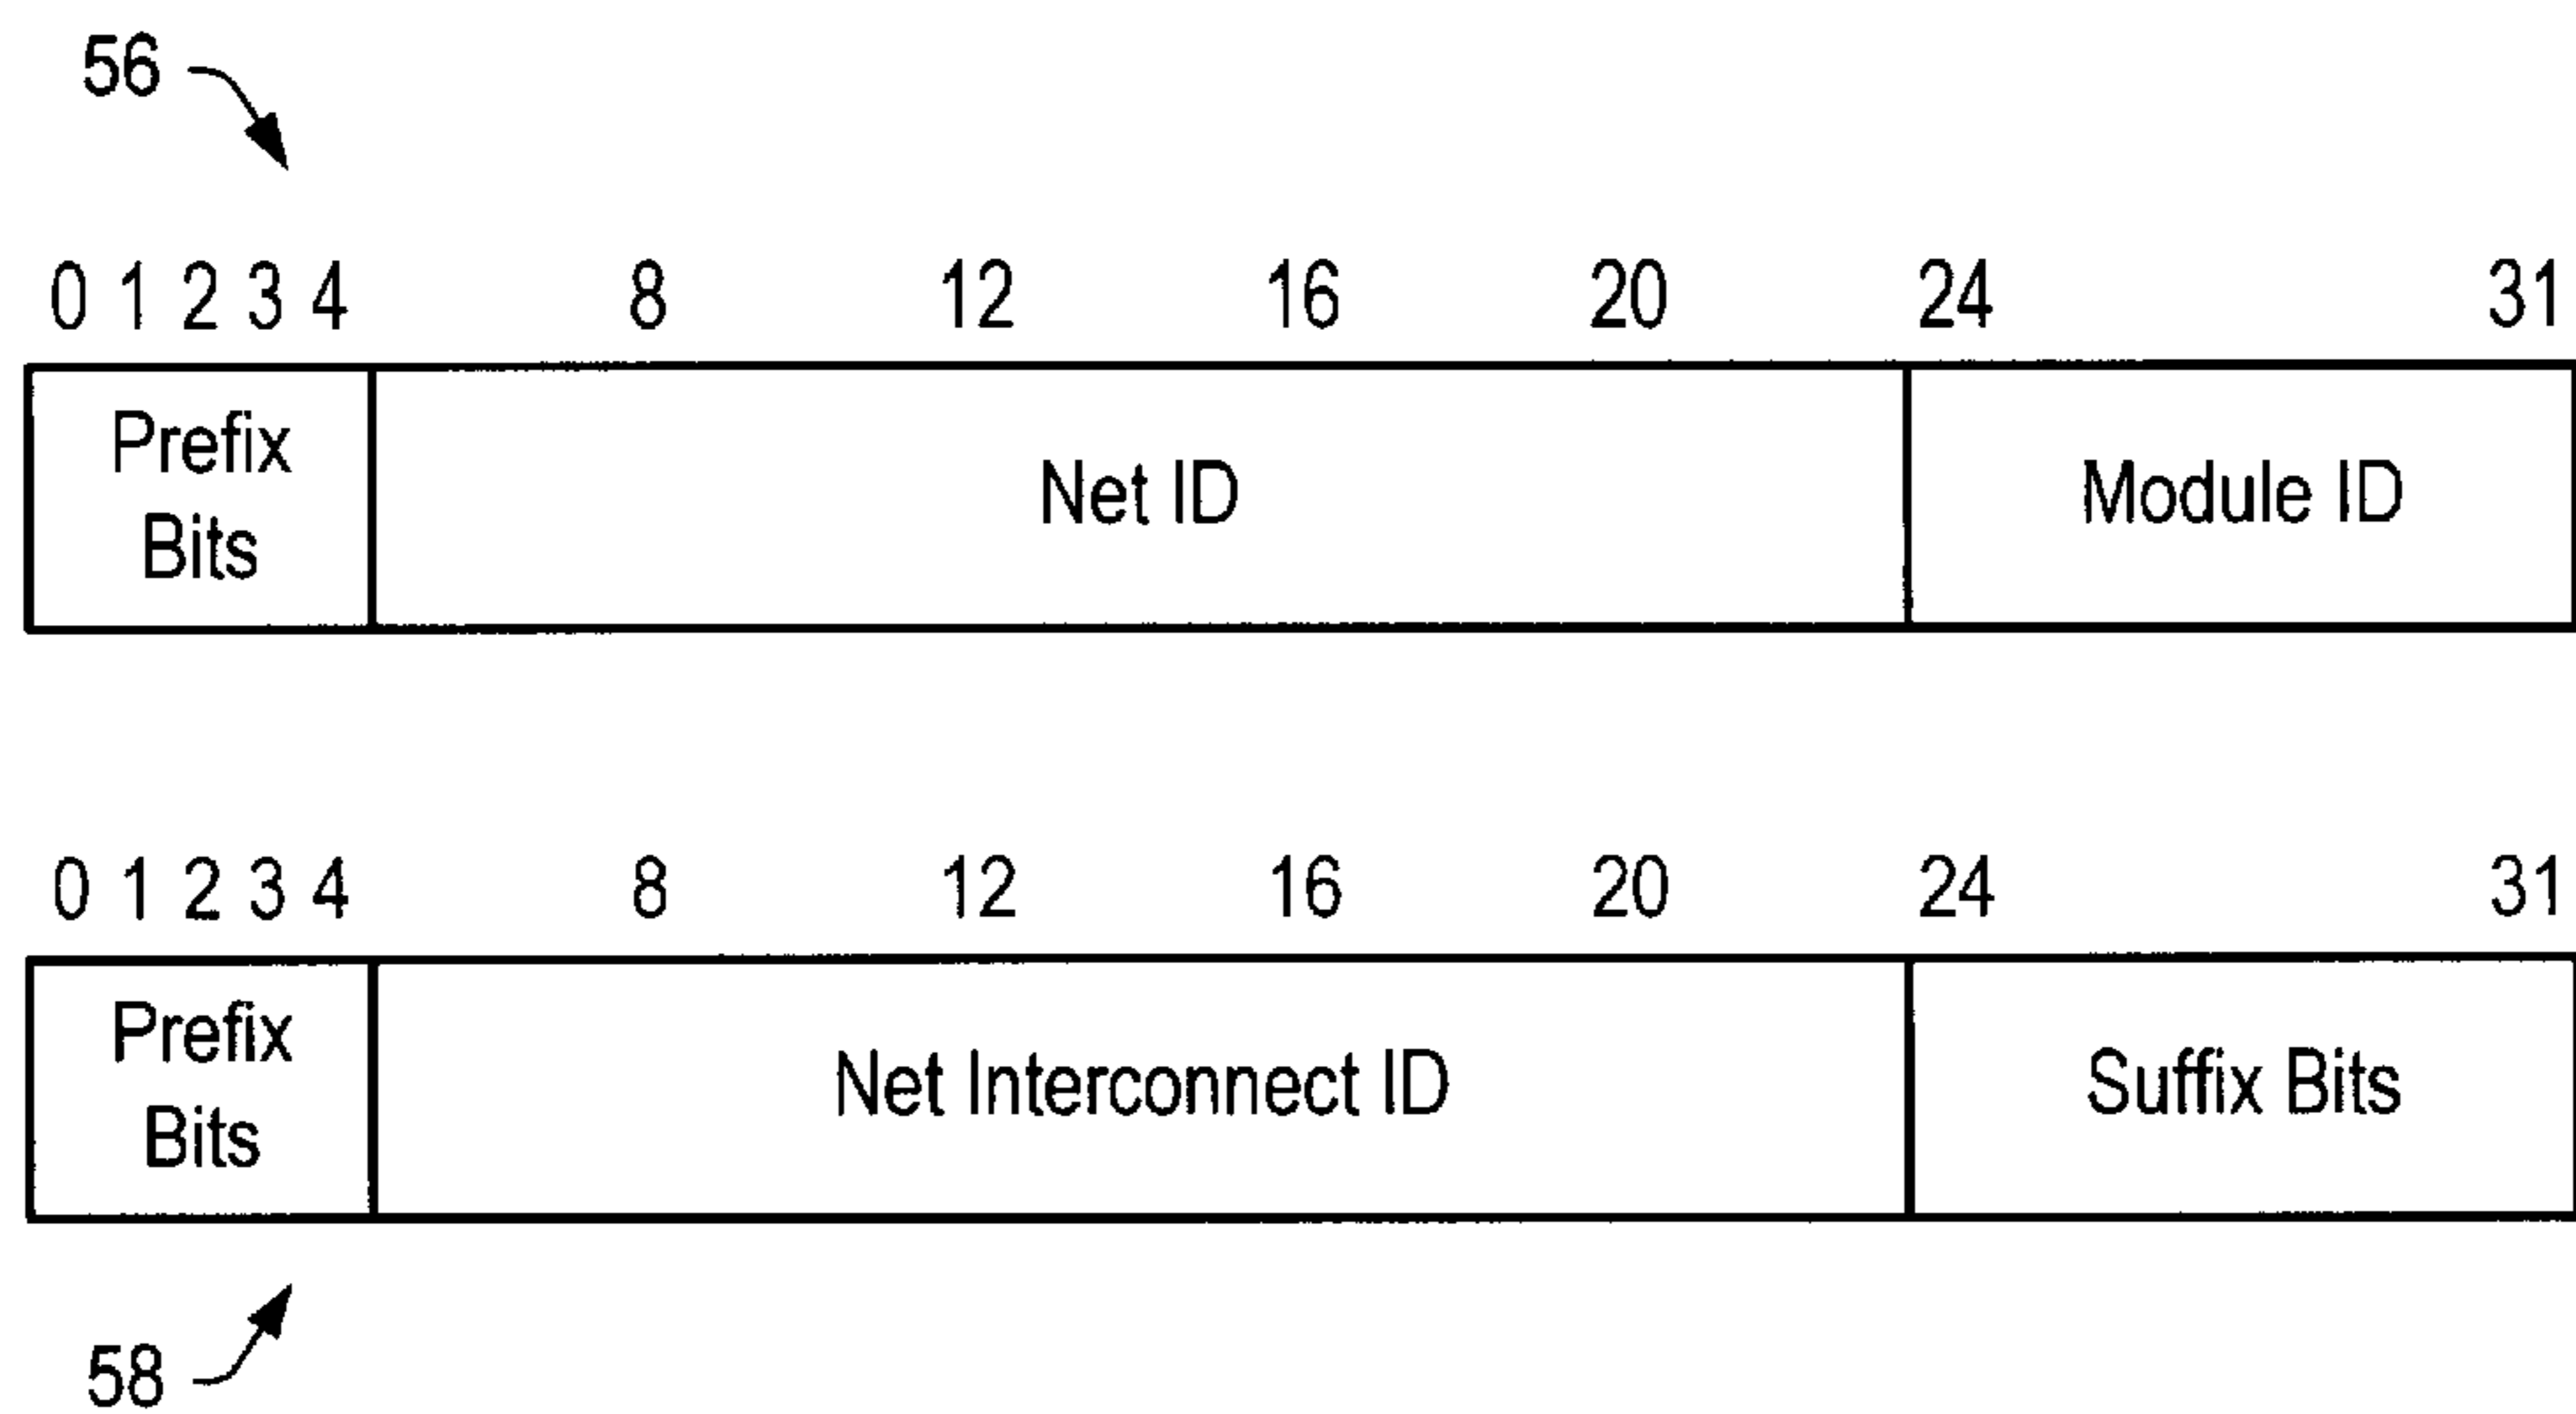 56
0 1 2 3 4 8 12 16 20 24 31
Prefix
Bits
Net ID
Module ID
0 1 2 3 4 8 12 16 20 24 31
Prefix
Bits
Net Interconnect ID
Suffix Bits
58